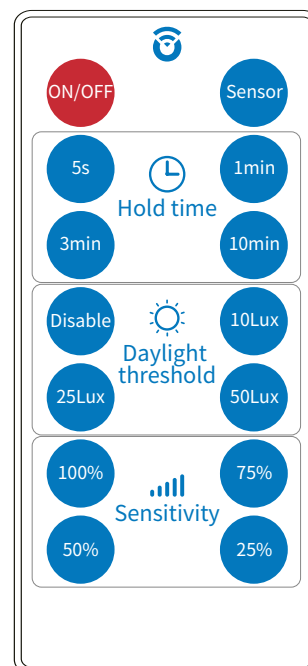 ON/OFF
Sensor
5s
1min
Hold time
3min
10min
Disable
10Lux
Daylight
threshold
25Lux
50Lux
100%
75%
Sensitivity
50%
25%